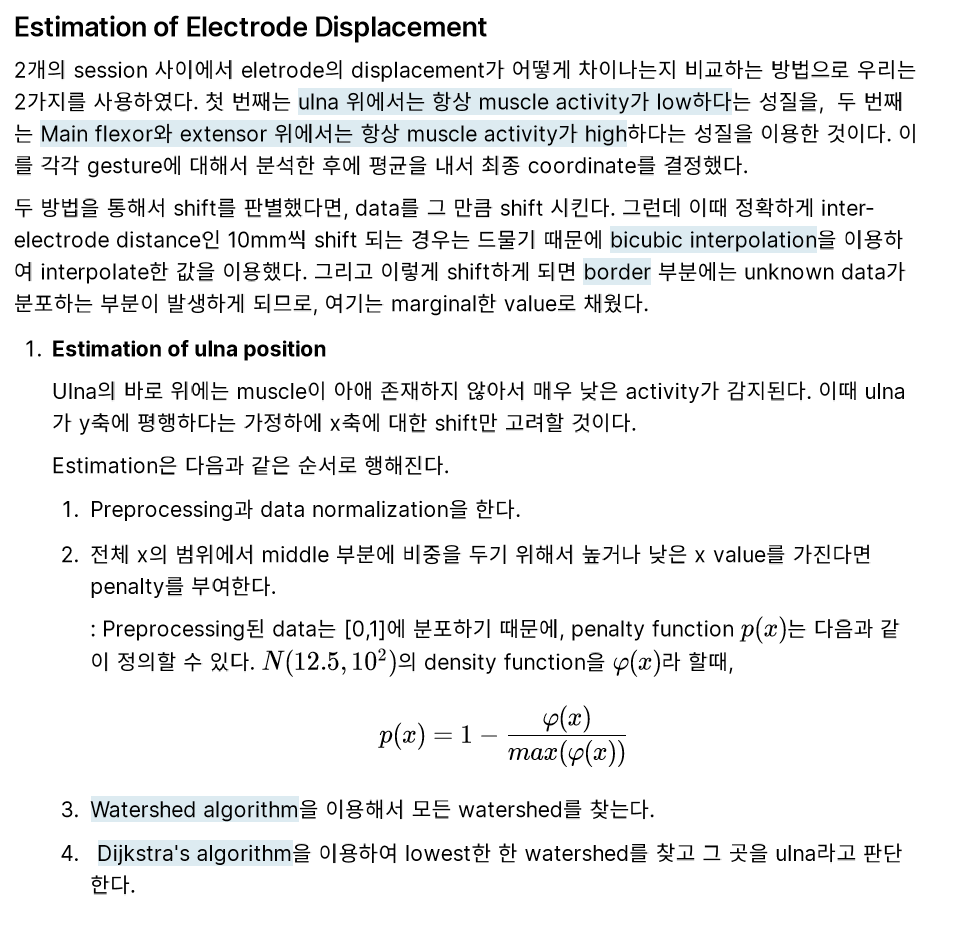 Estimation of Electrode Displacement
2개의 session 사이에서 eletrode의 displacement가 어떻게 차이나는지 비교하는 방법으로 우리는
2가지를 사용하였다. 첫 번째는 ulna 위에서는 항상 muscle activity가 low하다는 성질을, 두 번째
는 Main flexor와 extensor 위에서는 항상 muscle activity가 high하다는 성질을 이용한 것이다. 이
를 각각 gesture에 대해서 분석한 후에 평균을 내서 최종 coordinate를 결정했다.
두 방법을 통해서 shift를 판별했다면, data를 그 만큼 shift 시킨다. 그런데 이때 정확하게 inter-
electrode distance인 10mm씩 shift 되는 경우는 드물기 때문에 bicubic interpolation을 이용하
여 interpolate한 값을 이용했다. 그리고 이렇게 shift하게 되면 border 부분에는 unknown data가
분포하는 부분이 발생하게 되므로, 여기는 marginal한 value로 채웠다.
1. Estimation of ulna position
Ulna의 바로 위에는 muscle이 아애 존재하지 않아서 매우 낮은 activity가 감지된다. 이때 ulna
가 y축에 평행하다는 가정하에 x축에 대한 shift만 고려할 것이다.
Estimation은 다음과 같은 순서로 행해진다.
1. Preprocessing과 data normalization을 한다.
2. 전체 x의 범위에서 middle 부분에 비중을 두기 위해서 높거나 낮은 x value를 가진다면
penalty를 부여한다.
: Preprocessing된 data는 [0,1]에 분포하기 때문에, penalty function p(x)는 다음과 같
이 정의할 수 있다. N(12.5, 10²)의 density function을 φ(x)라 할때,
p(x) = 1 − φ(x) / max(φ(x))
3. Watershed algorithm을 이용해서 모든 watershed를 찾는다.
4. Dijkstra's algorithm을 이용하여 lowest한 한 watershed를 찾고 그 곳을 ulna라고 판단
한다.